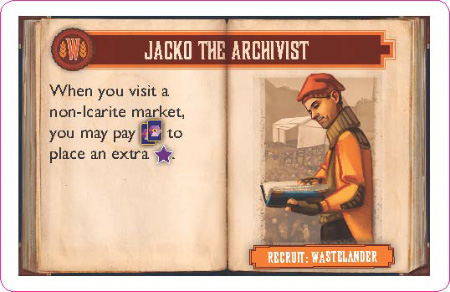 W
JACKO THE ARCHIVIST
When you visit a
non-Icarite market,
you may pay to
place an extra .
RECRUIT: WASTELANDER